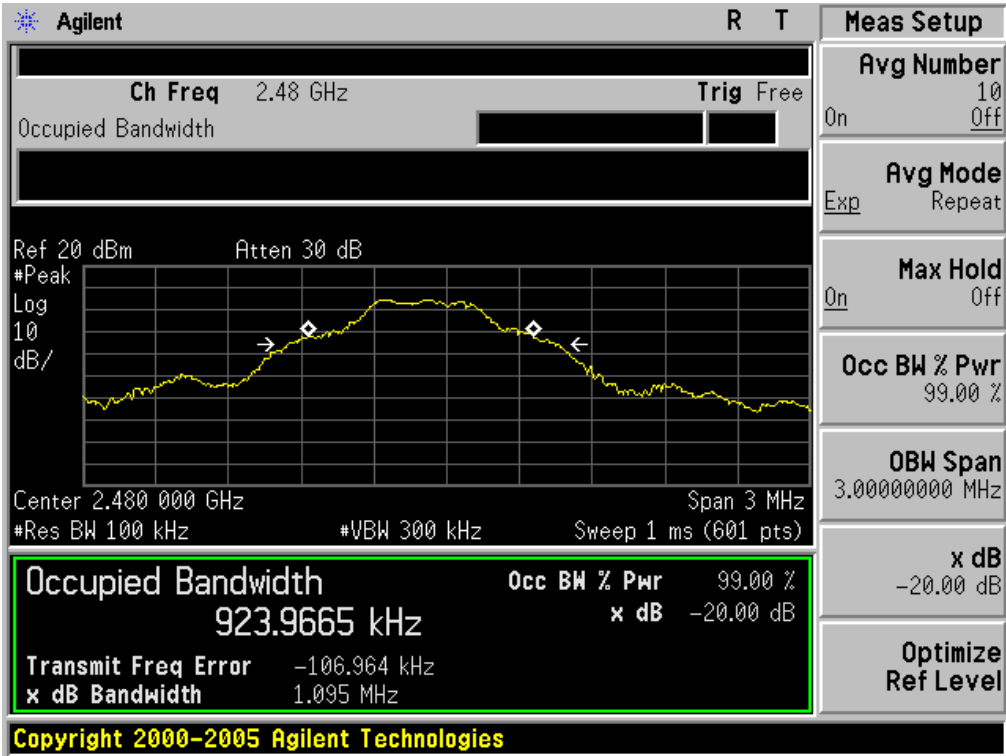 Agilent R T
Ch Freq 2.48 GHz Trig Free
Occupied Bandwidth
Ref 20 dBm Atten 30 dB
#Peak
Log
10
dB/
Center 2.480 000 GHz Span 3 MHz
#Res BW 100 kHz #VBW 300 kHz Sweep 1 ms (601 pts)
Occupied Bandwidth
923.9665 kHz
Occ BW % Pwr 99.00 %
x dB -20.00 dB
Transmit Freq Error -106.964 kHz
x dB Bandwidth 1.095 MHz
Copyright 2000-2005 Agilent Technologies
Meas Setup
Avg Number
10
On Off
Avg Mode
Exp Repeat
Max Hold
On Off
Occ BW % Pwr
99.00 %
OBW Span
3.00000000 MHz
x dB
-20.00 dB
Optimize
Ref Level